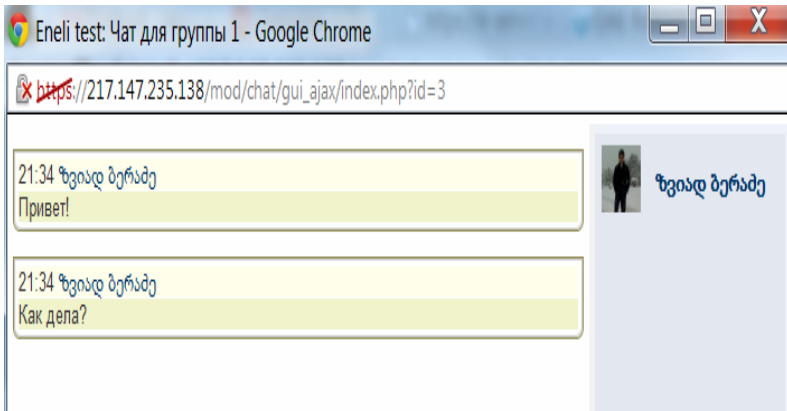 Eneli test: Чат для группы 1 - Google Chrome
https://217.147.235.138/mod/chat/gui_ajax/index.php?id=3
21:34 ზვიად ბერაძე
Привет!
21:34 ზვიად ბერაძე
Как дела?
ზვიად ბერაძე